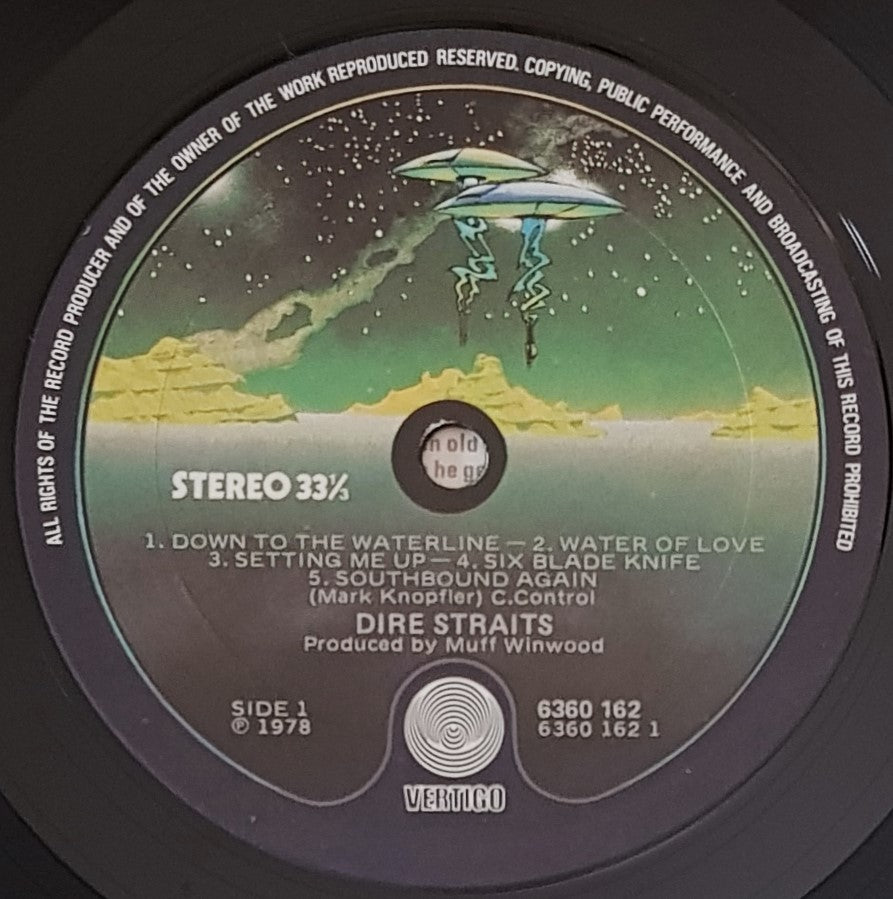 ALL RIGHTS OF THE RECORD PRODUCER AND OF THE OWNER OF THE WORK REPRODUCED RESERVED. COPYING, PUBLIC PERFORMANCE AND BROADCASTING OF THIS RECORD PROHIBITED
n old
he
STEREO 33⅓
1. DOWN TO THE WATERLINE — 2. WATER OF LOVE
3. SETTING ME UP — 4. SIX BLADE KNIFE
5. SOUTHBOUND AGAIN
(Mark Knopfler) C.Control
DIRE STRAITS
Produced by Muff Winwood
SIDE 1
℗ 1978
6360 162
6360 162 1
VERTIGO